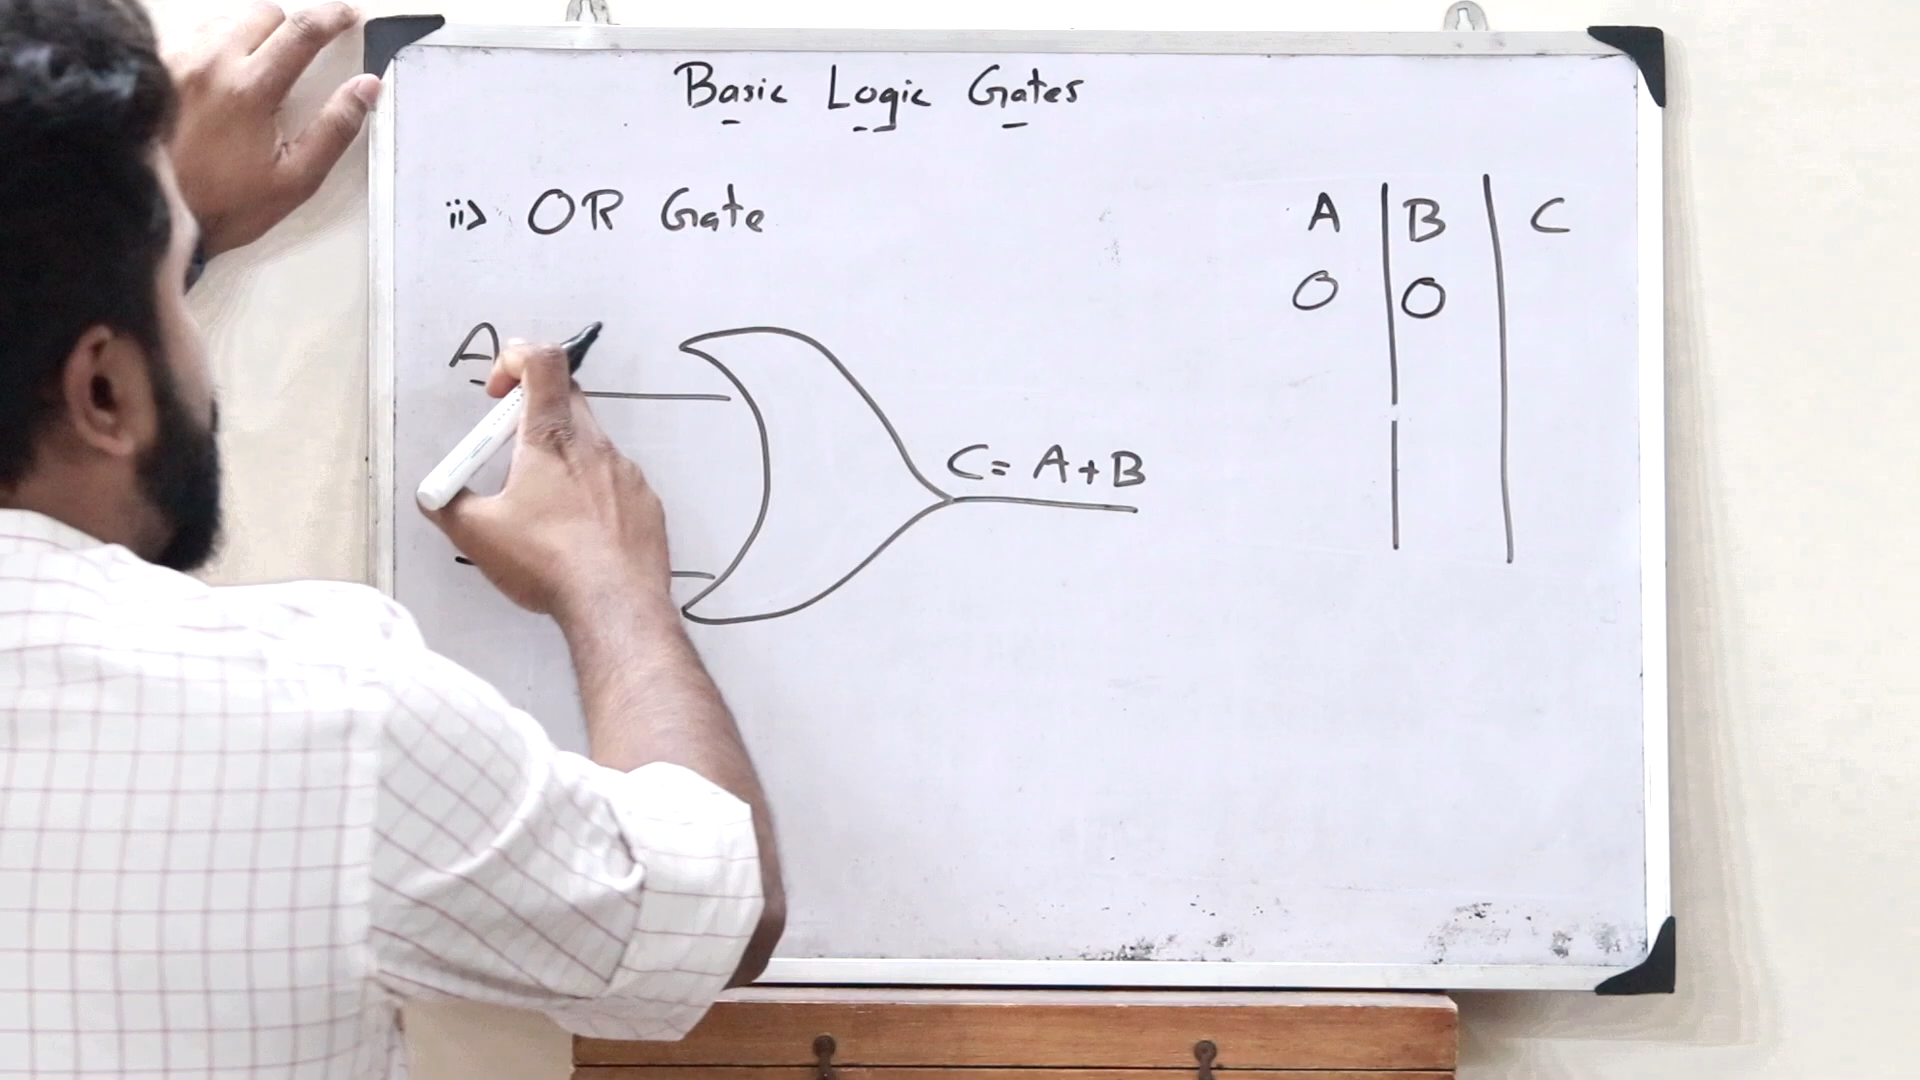 Basic Logic Gates
ii> OR Gate
A
C = A + B
A B C
0 0